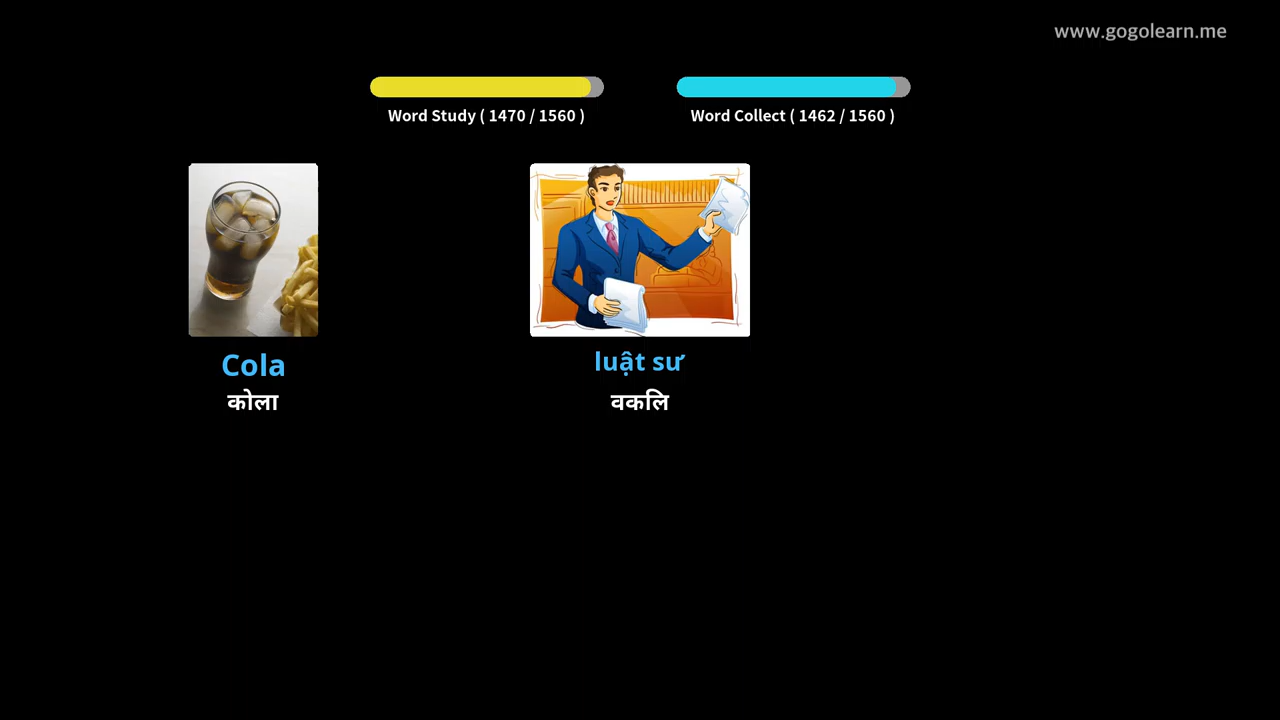 www.gogolearn.me
Word Study ( 1470 / 1560 )
Word Collect ( 1462 / 1560 )
Cola
कोला
luật sư
वकलि